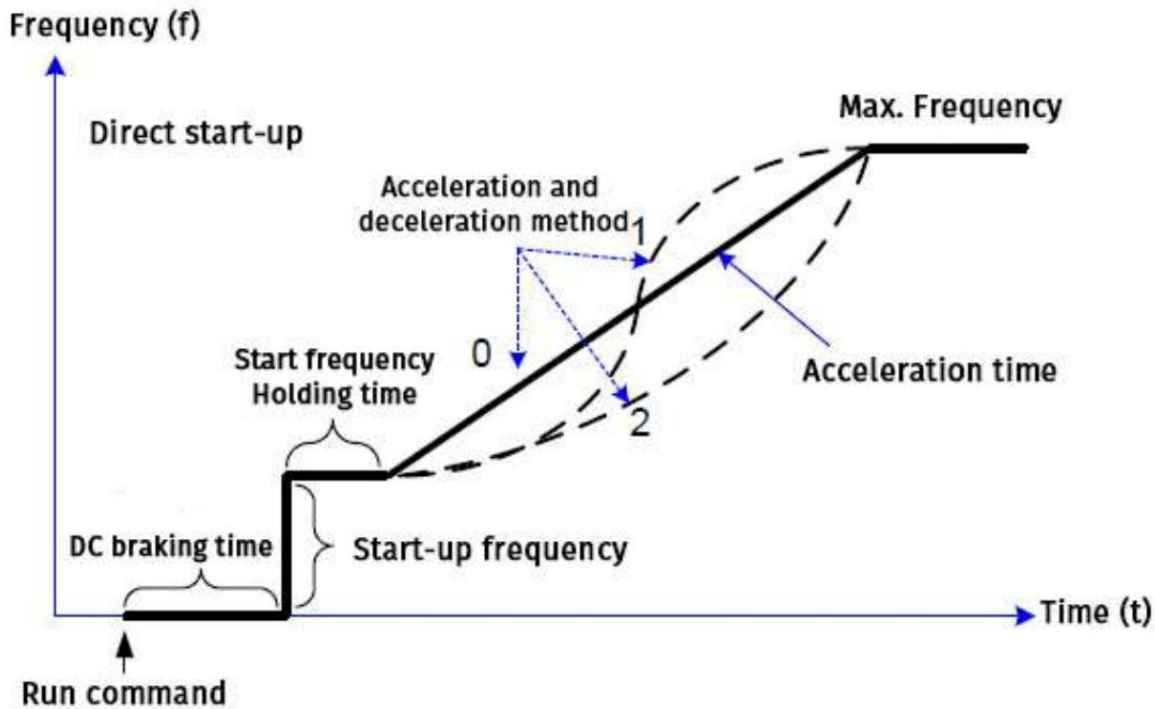 Frequency (f)
Direct start-up
Max. Frequency
Acceleration and
deceleration method
1
0
2
Acceleration time
Start frequency
Holding time
DC braking time
Start-up frequency
Time (t)
Run command